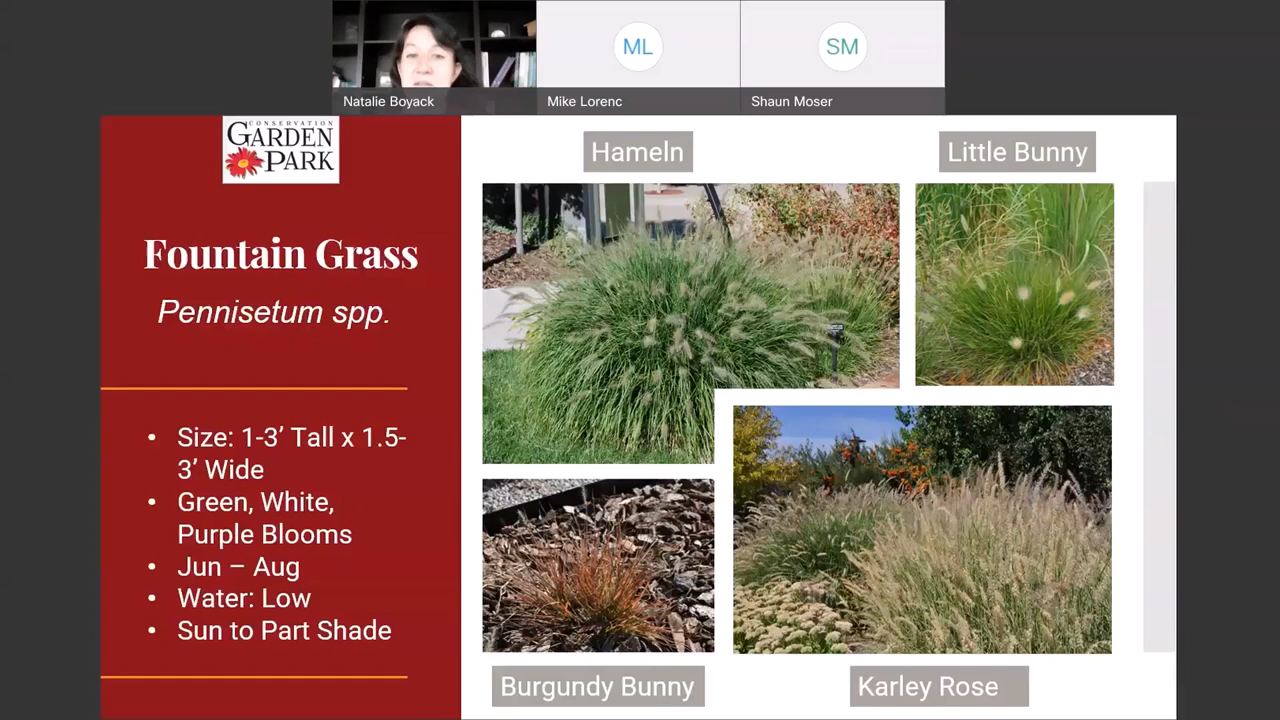 ML
SM
Natalie Boyack
Mike Lorenc
Shaun Moser
CONSERVATION
GARDEN
PARK
Fountain Grass
Pennisetum spp.
• Size: 1-3’ Tall x 1.5-
3’ Wide
• Green, White,
Purple Blooms
• Jun – Aug
• Water: Low
• Sun to Part Shade
Hameln
Little Bunny
Burgundy Bunny
Karley Rose